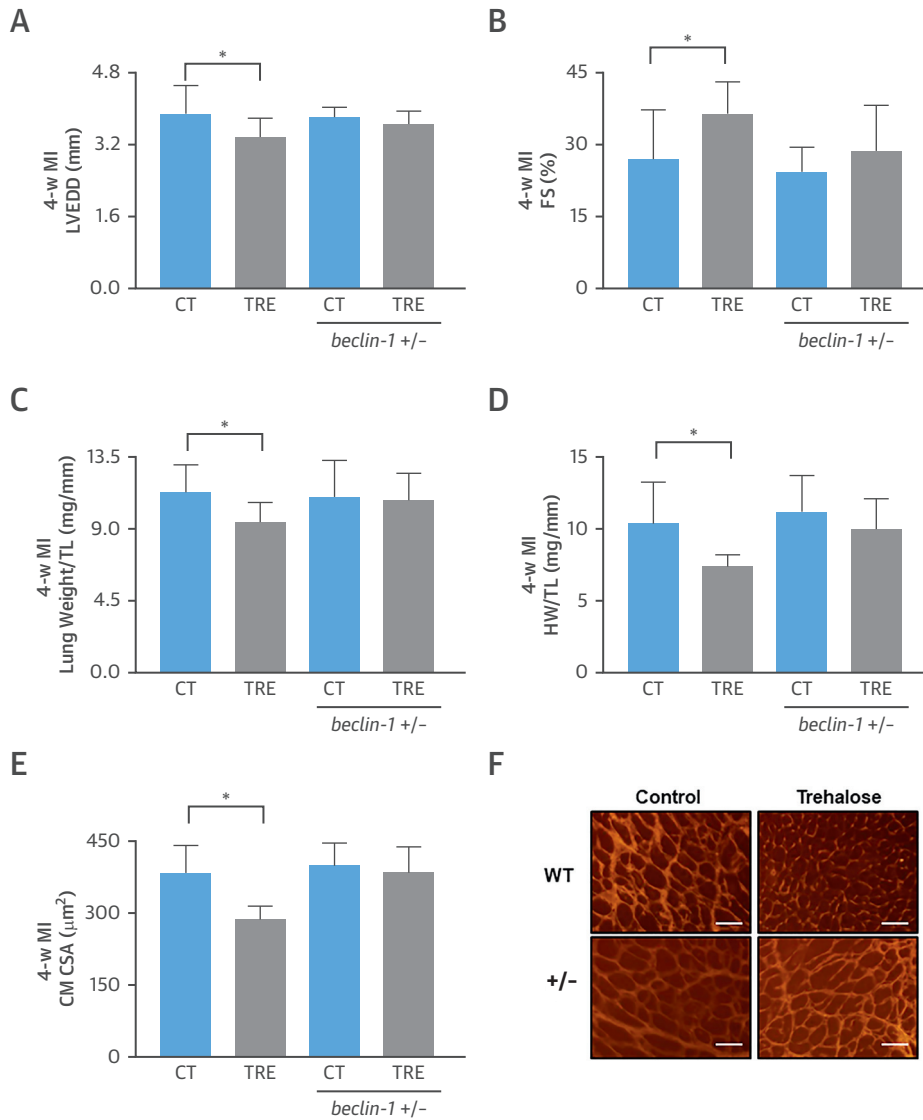 A
4-w MI
LVEDD (mm)
4.8
3.2
1.6
0.0
*
CT TRE CT TRE
beclin-1 +/−
B
4-w MI
FS (%)
45
30
15
0
*
CT TRE CT TRE
beclin-1 +/−
C
4-w MI
Lung Weight/TL (mg/mm)
13.5
9.0
4.5
0.0
*
CT TRE CT TRE
beclin-1 +/−
D
4-w MI
HW/TL (mg/mm)
15
10
5
0
*
CT TRE CT TRE
beclin-1 +/−
E
4-w MI
CM CSA (μm²)
450
300
150
0
*
CT TRE CT TRE
beclin-1 +/−
F
Control Trehalose
WT
+/−